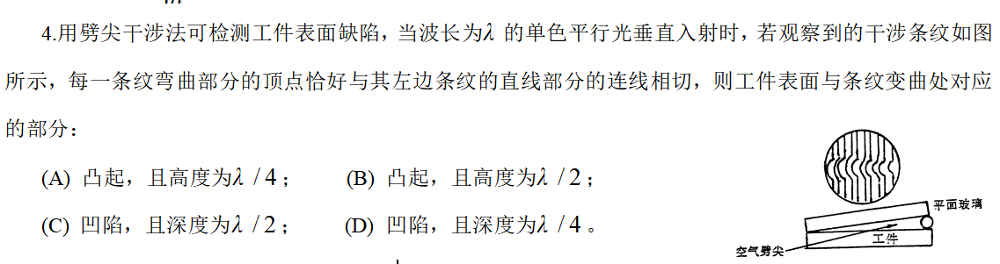 4.用劈尖干涉法可检测工件表面缺陷，当波长为λ 的单色平行光垂直入射时，若观察到的干涉条纹如图
所示，每一条纹弯曲部分的顶点恰好与其左边条纹的直线部分的连线相切，则工件表面与条纹变曲处对应
的部分：
(A) 凸起，且高度为λ / 4； (B) 凸起，且高度为λ / 2；
(C) 凹陷，且深度为λ / 2； (D) 凹陷，且深度为λ / 4 。
平面玻璃
工件
空气劈尖